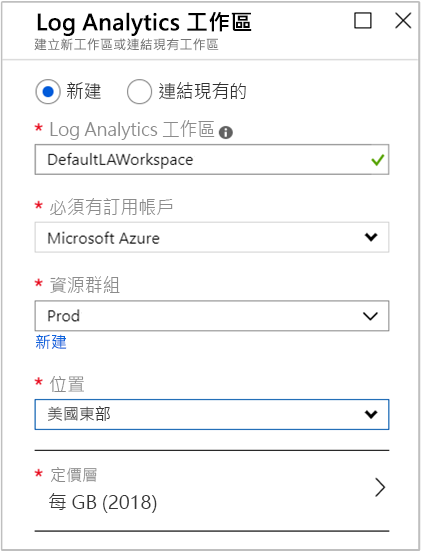 Log Analytics 工作區
建立新工作區或連結現有工作區
新建 連結現有的
* Log Analytics 工作區
DefaultLAWorkspace
* 必須有訂用帳戶
Microsoft Azure
* 資源群組
Prod
新建
* 位置
美國東部
* 定價層
每 GB (2018)